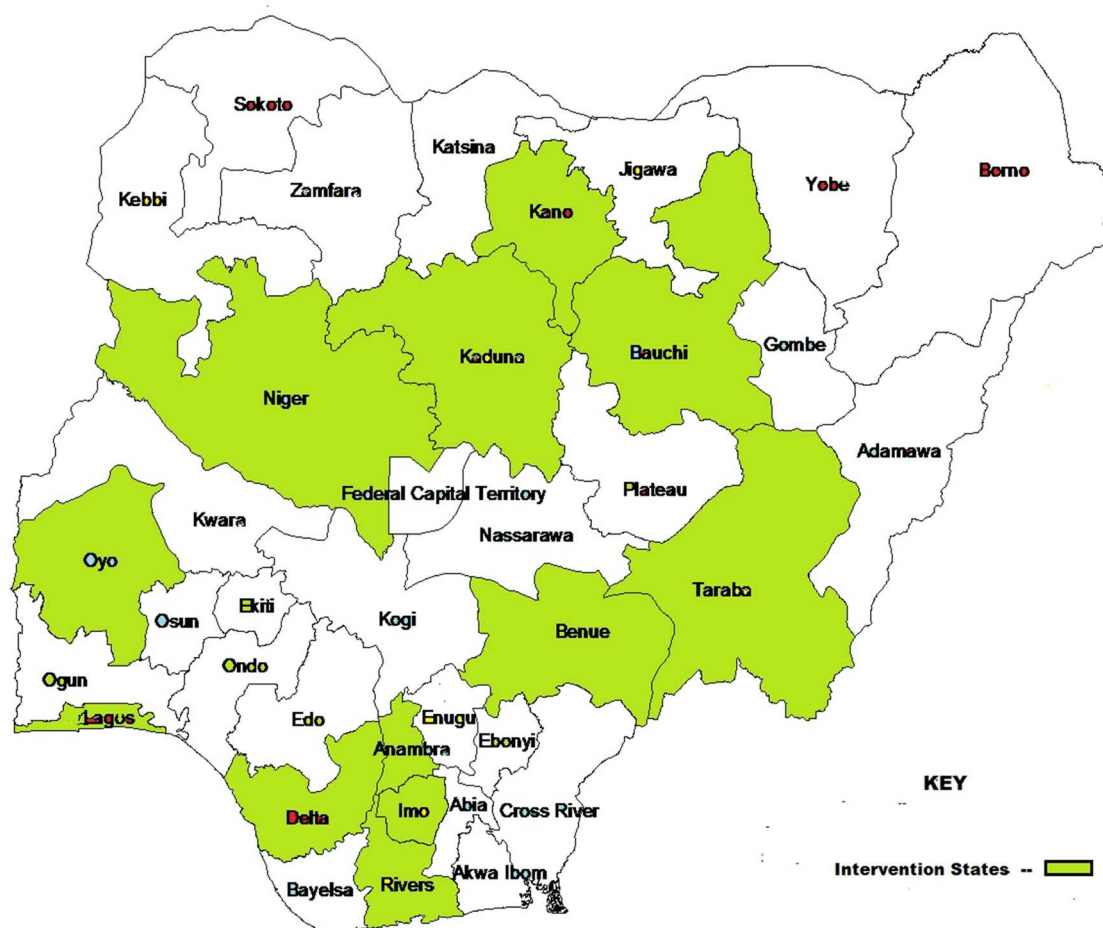 Sokoto
Katsina
Jigawa
Borno
Yobe
Zamfara
Kebbi
Kano
Gombe
Bauchi
Kaduna
Niger
Adamawa
Plateau
Federal Capital Territory
Kwara
Nassarawa
Oyo
Taraba
Ekiti
Osun
Kogi
Benue
Ondo
Ogun
Lagos
Edo
Enugu
Ebonyi
Anambra
KEY
Abia
Cross River
Imo
Delta
Intervention States --
Akwa Ibom
Rivers
Bayelsa